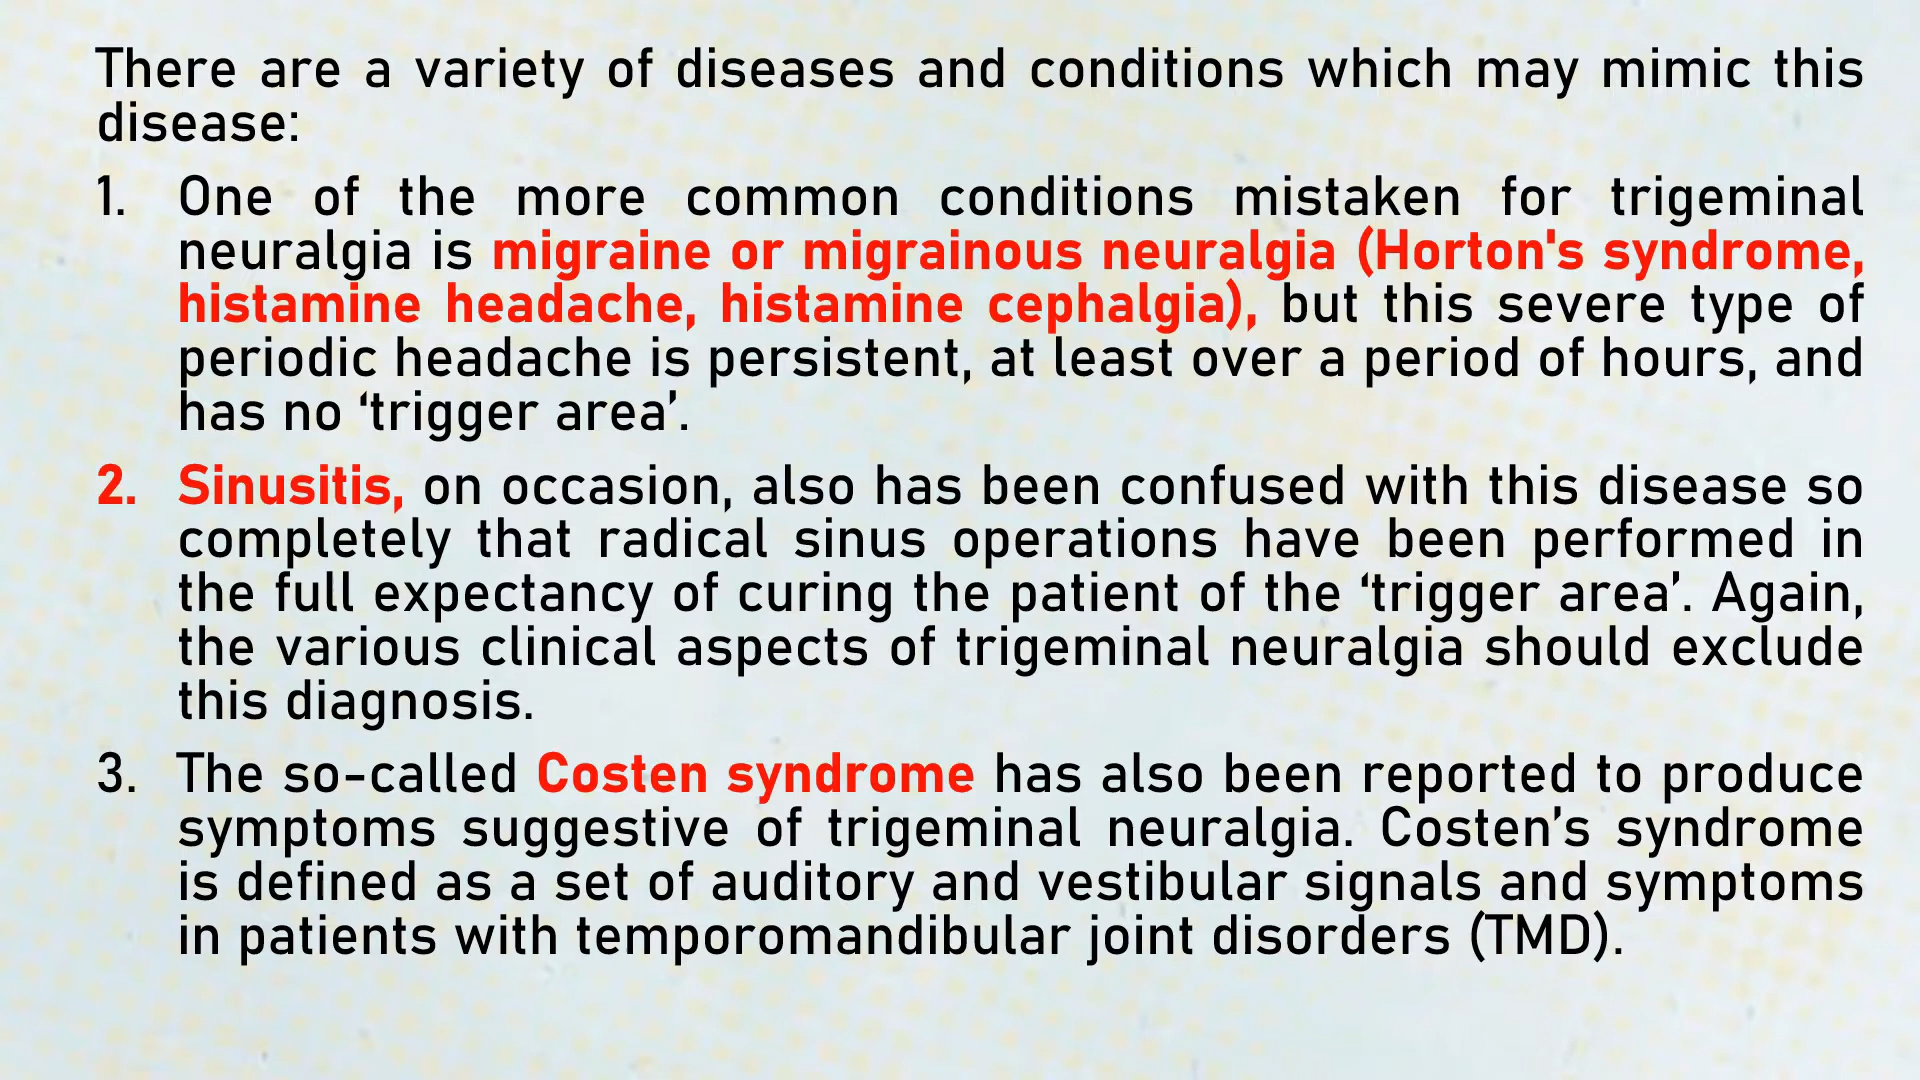 There are a variety of diseases and conditions which may mimic this
disease:
1. One of the more common conditions mistaken for trigeminal
neuralgia is migraine or migrainous neuralgia (Horton's syndrome,
histamine headache, histamine cephalgia), but this severe type of
periodic headache is persistent, at least over a period of hours, and
has no ‘trigger area’.
2. Sinusitis, on occasion, also has been confused with this disease so
completely that radical sinus operations have been performed in
the full expectancy of curing the patient of the ‘trigger area’. Again,
the various clinical aspects of trigeminal neuralgia should exclude
this diagnosis.
3. The so-called Costen syndrome has also been reported to produce
symptoms suggestive of trigeminal neuralgia. Costen’s syndrome
is defined as a set of auditory and vestibular signals and symptoms
in patients with temporomandibular joint disorders (TMD).